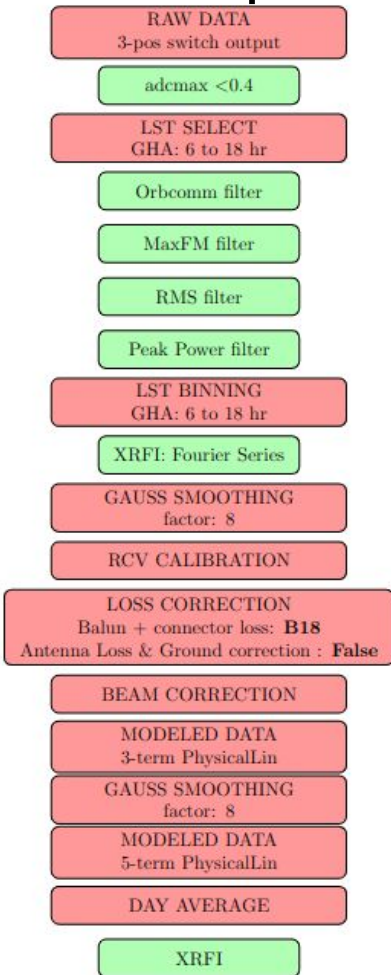 RAW DATA
3-pos switch output
adcmax <0.4
LST SELECT
GHA: 6 to 18 hr
Orbcomm filter
MaxFM filter
RMS filter
Peak Power filter
LST BINNING
GHA: 6 to 18 hr
XRFI: Fourier Series
GAUSS SMOOTHING
factor: 8
RCV CALIBRATION
LOSS CORRECTION
Balun + connector loss: B18
Antenna Loss & Ground correction : False
BEAM CORRECTION
MODELED DATA
3-term PhysicalLin
GAUSS SMOOTHING
factor: 8
MODELED DATA
5-term PhysicalLin
DAY AVERAGE
XRFI